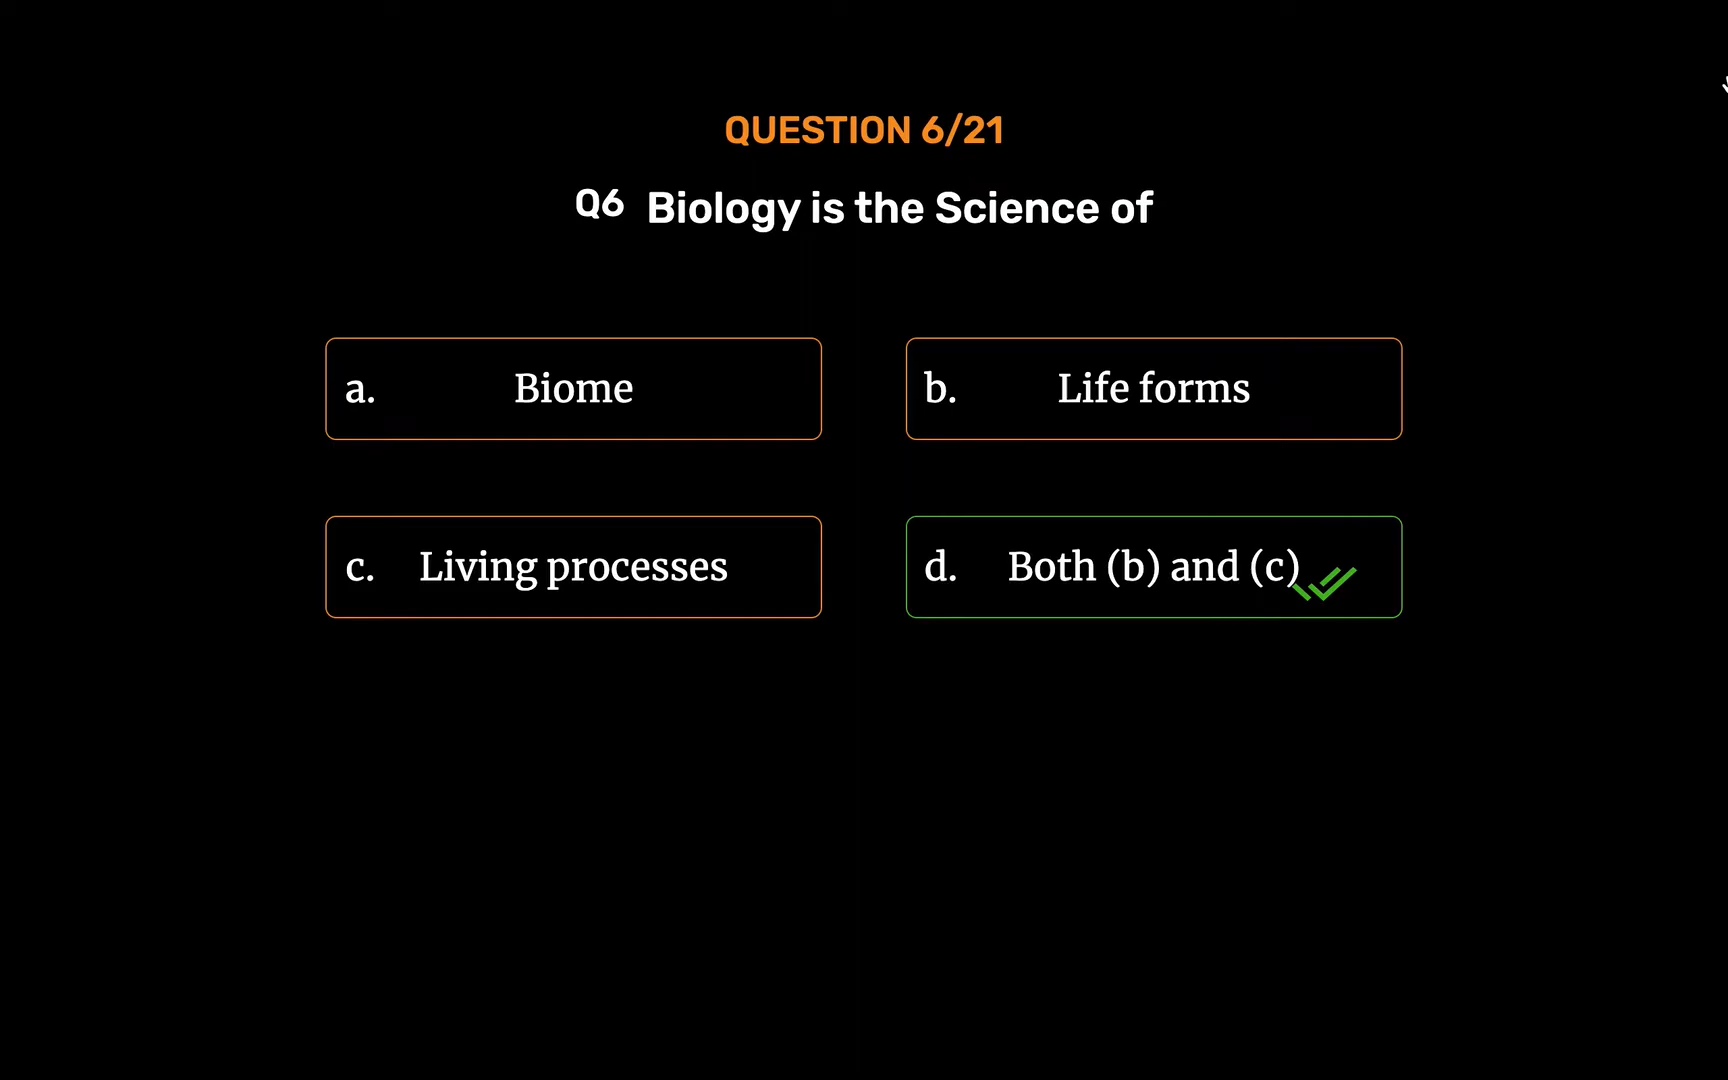 QUESTION 6/21
Q6 Biology is the Science of
a. Biome
b. Life forms
c. Living processes
d. Both (b) and (c)